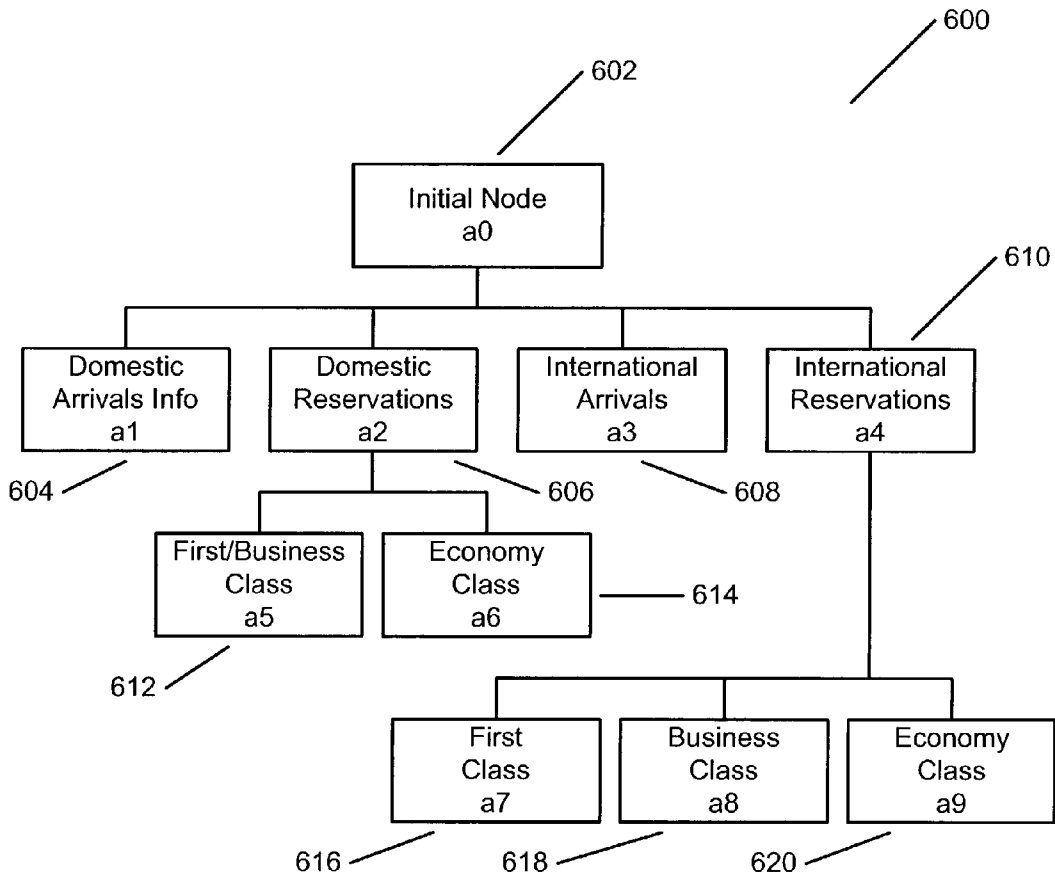 600
602
Initial Node
a0
610
Domestic
Arrivals Info
a1
Domestic
Reservations
a2
International
Arrivals
a3
International
Reservations
a4
604
606
608
First/Business
Class
a5
Economy
Class
a6
614
612
First
Class
a7
Business
Class
a8
Economy
Class
a9
616
618
620